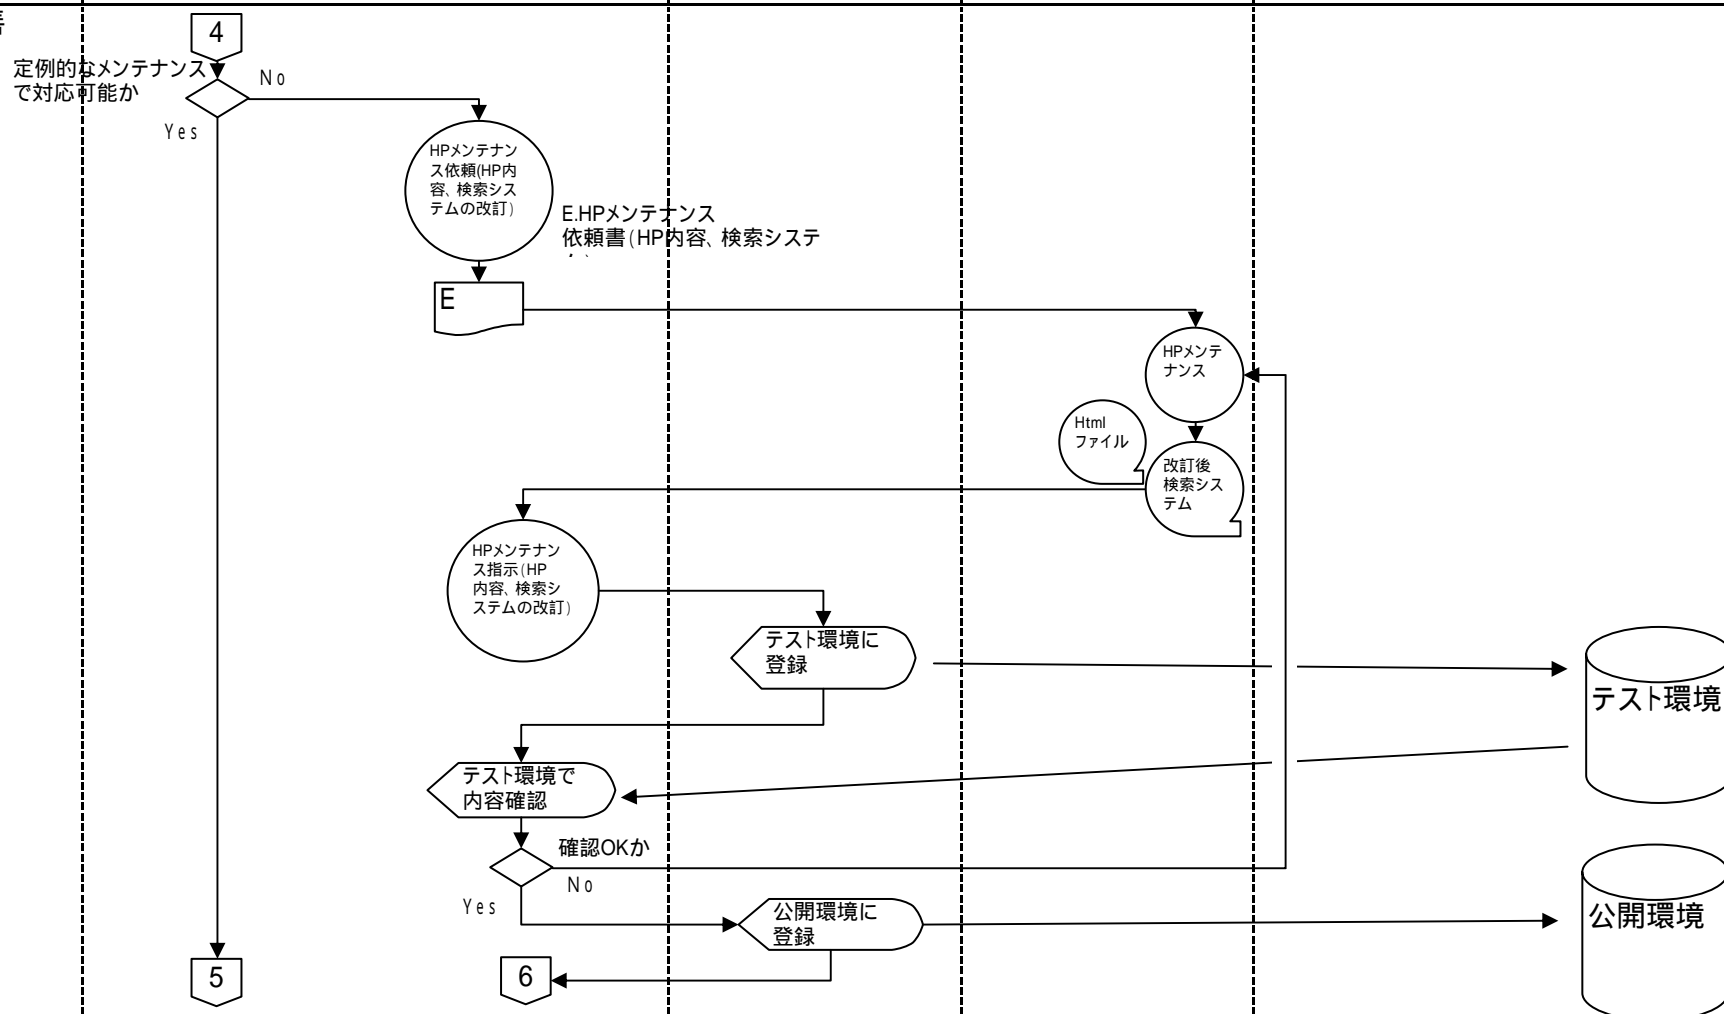 4
定例的なメンテナンス
で対応可能か
No
Yes
HPメンテナン
ス依頼(HP内
容、検索シス
テムの改訂)
E.HPメンテナンス
依頼書(HP内容、検索システ
E
HPメンテ
ナンス
Html
ファイル
改訂後
検索シス
テム
HPメンテナン
ス指示(HP
内容、検索シ
ステムの改訂)
テスト環境に
登録
テスト環境
テスト環境で
内容確認
確認OKか
No
Yes
公開環境に
登録
公開環境
5
6